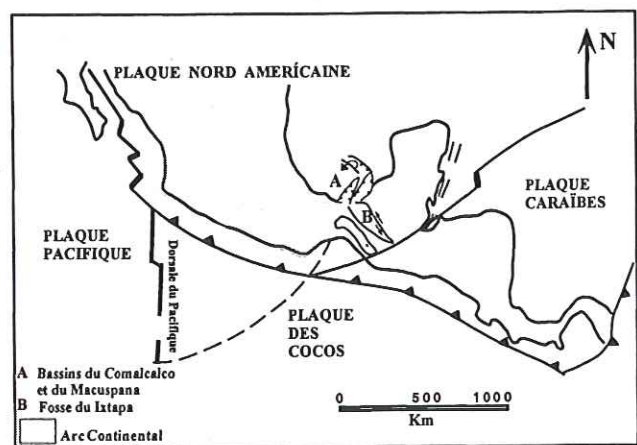 N
PLAQUE NORD AMERÍCAINE
A
B
PLAQUE
CARAÏBES
PLAQUE
PACIFIQUE
Dorsale du Pacifique
PLAQUE
DES
COCOS
A Bassins du Comalcalco
et du Macuspana
B Fosse du Ixtapa
Arc Continental
0 500 1000
Km